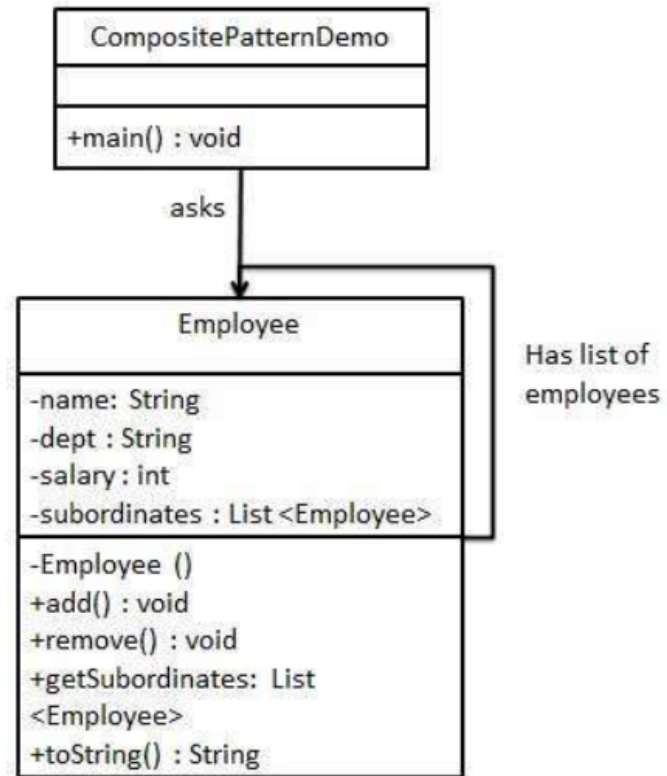 CompositePatternDemo
+main() : void
asks
Employee
Has list of
employees
-name: String
-dept : String
-salary : int
-subordinates : List <Employee>
-Employee ()
+add() : void
+remove() : void
+getSubordinates: List
<Employee>
+toString() : String